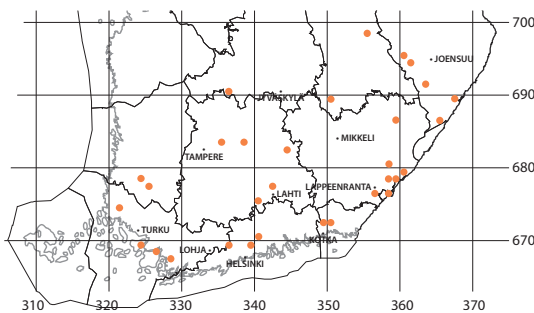 700
JOENSUU
690
JYVÄSKYLÄ
MIKKELI
TAMPERE
680
LAPPEENRANTA
LAHTI
TURKU
KOTKA
670
LOHJA
HELSINKI
310 320 330 340 350 360 370